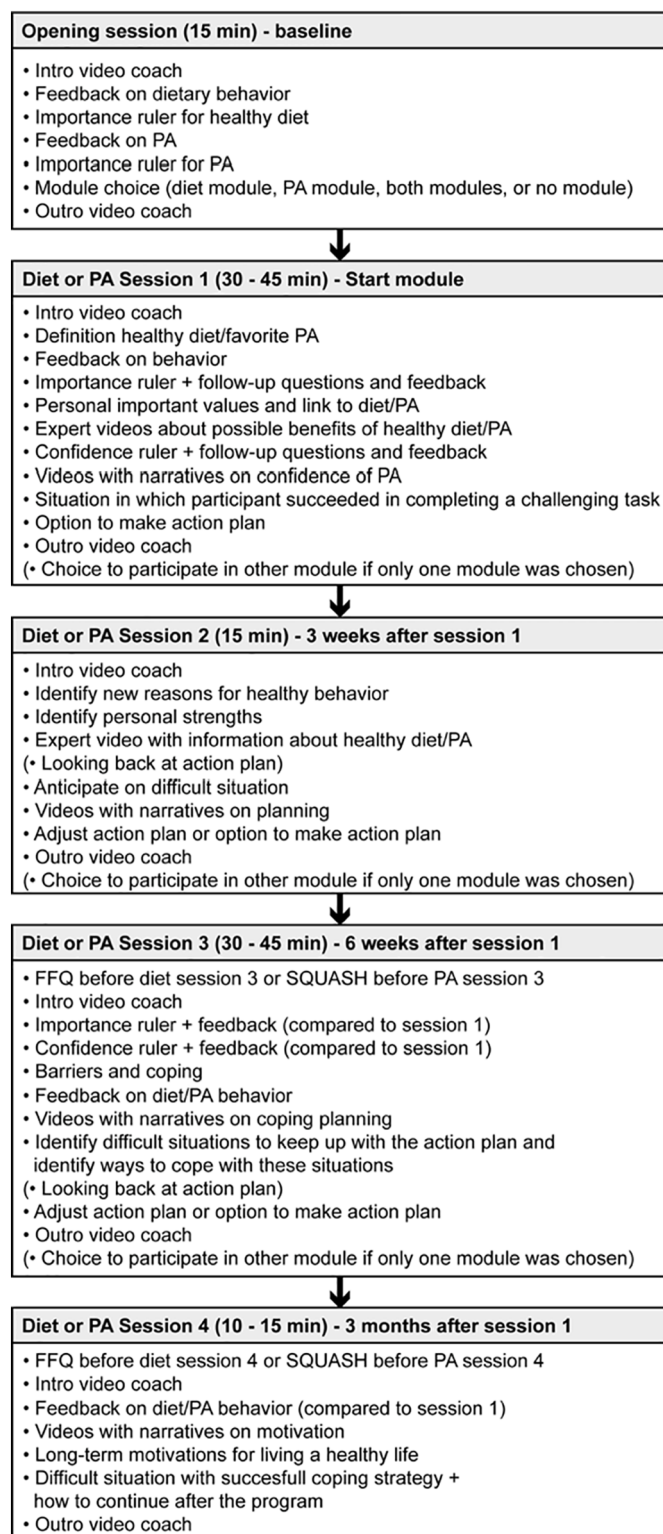 Opening session (15 min) - baseline
• Intro video coach
• Feedback on dietary behavior
• Importance ruler for healthy diet
• Feedback on PA
• Importance ruler for PA
• Module choice (diet module, PA module, both modules, or no module)
• Outro video coach
Diet or PA Session 1 (30 - 45 min) - Start module
• Intro video coach
• Definition healthy diet/favorite PA
• Feedback on behavior
• Importance ruler + follow-up questions and feedback
• Personal important values and link to diet/PA
• Expert videos about possible benefits of healthy diet/PA
• Confidence ruler + follow-up questions and feedback
• Videos with narratives on confidence of PA
• Situation in which participant succeeded in completing a challenging task
• Option to make action plan
• Outro video coach
(• Choice to participate in other module if only one module was chosen)
Diet or PA Session 2 (15 min) - 3 weeks after session 1
• Intro video coach
• Identify new reasons for healthy behavior
• Identify personal strengths
• Expert video with information about healthy diet/PA
(• Looking back at action plan)
• Anticipate on difficult situation
• Videos with narratives on planning
• Adjust action plan or option to make action plan
• Outro video coach
(• Choice to participate in other module if only one module was chosen)
Diet or PA Session 3 (30 - 45 min) - 6 weeks after session 1
• FFQ before diet session 3 or SQUASH before PA session 3
• Intro video coach
• Importance ruler + feedback (compared to session 1)
• Confidence ruler + feedback (compared to session 1)
• Barriers and coping
• Feedback on diet/PA behavior
• Videos with narratives on coping planning
• Identify difficult situations to keep up with the action plan and
identify ways to cope with these situations
(• Looking back at action plan)
• Adjust action plan or option to make action plan
• Outro video coach
(• Choice to participate in other module if only one module was chosen)
Diet or PA Session 4 (10 - 15 min) - 3 months after session 1
• FFQ before diet session 4 or SQUASH before PA session 4
• Intro video coach
• Feedback on diet/PA behavior (compared to session 1)
• Videos with narratives on motivation
• Long-term motivations for living a healthy life
• Difficult situation with succesfull coping strategy +
how to continue after the program
• Outro video coach